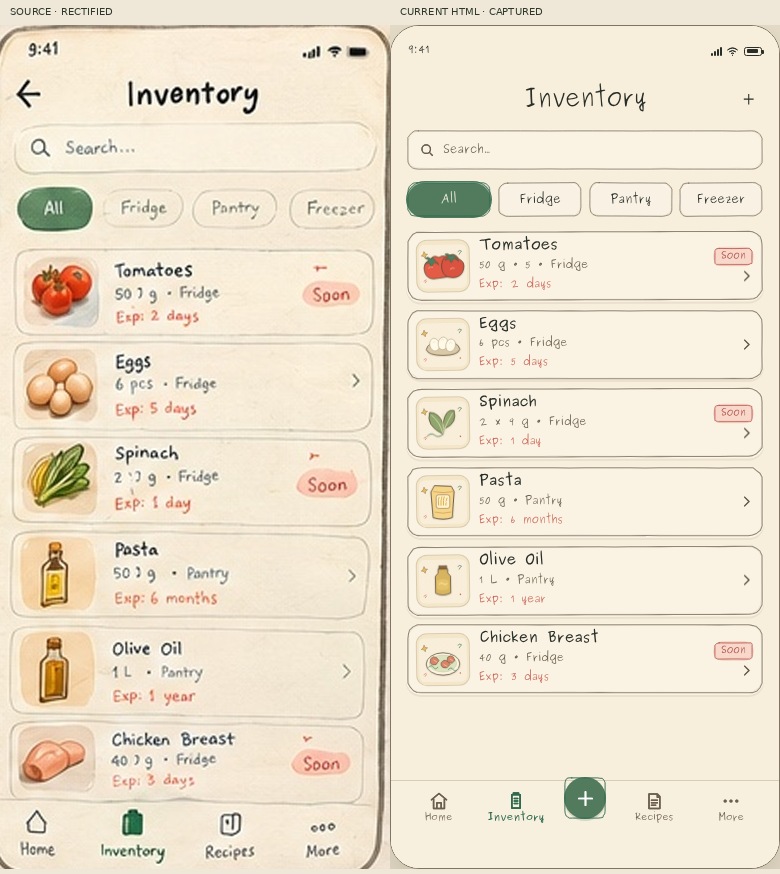 SOURCE · RECTIFIED
9:41
Inventory
Search...
All Fridge Pantry Freezer
Tomatoes
g • Fridge
Exp: 2 days
Soon
Eggs
6 pcs • Fridge
Exp: 5 days
Spinach
g • Fridge
Exp: 1 day
Soon
Pasta
g • Pantry
Exp: 6 months
Olive Oil
1 L • Pantry
Exp: 1 year
Chicken Breast
g • Fridge
Exp: 3 days
Soon
Home Inventory Recipes More
CURRENT HTML · CAPTURED
9:41
Inventory +
Search...
All Fridge Pantry Freezer
Tomatoes
50 g • 5 • Fridge
Exp: 2 days
Soon
Eggs
6 pcs • Fridge
Exp: 5 days
Spinach
2 x 4 g • Fridge
Exp: 1 day
Soon
Pasta
50 g • Pantry
Exp: 6 months
Olive Oil
1 L • Pantry
Exp: 1 year
Chicken Breast
40 g • Fridge
Exp: 3 days
Soon
Home Inventory + Recipes More